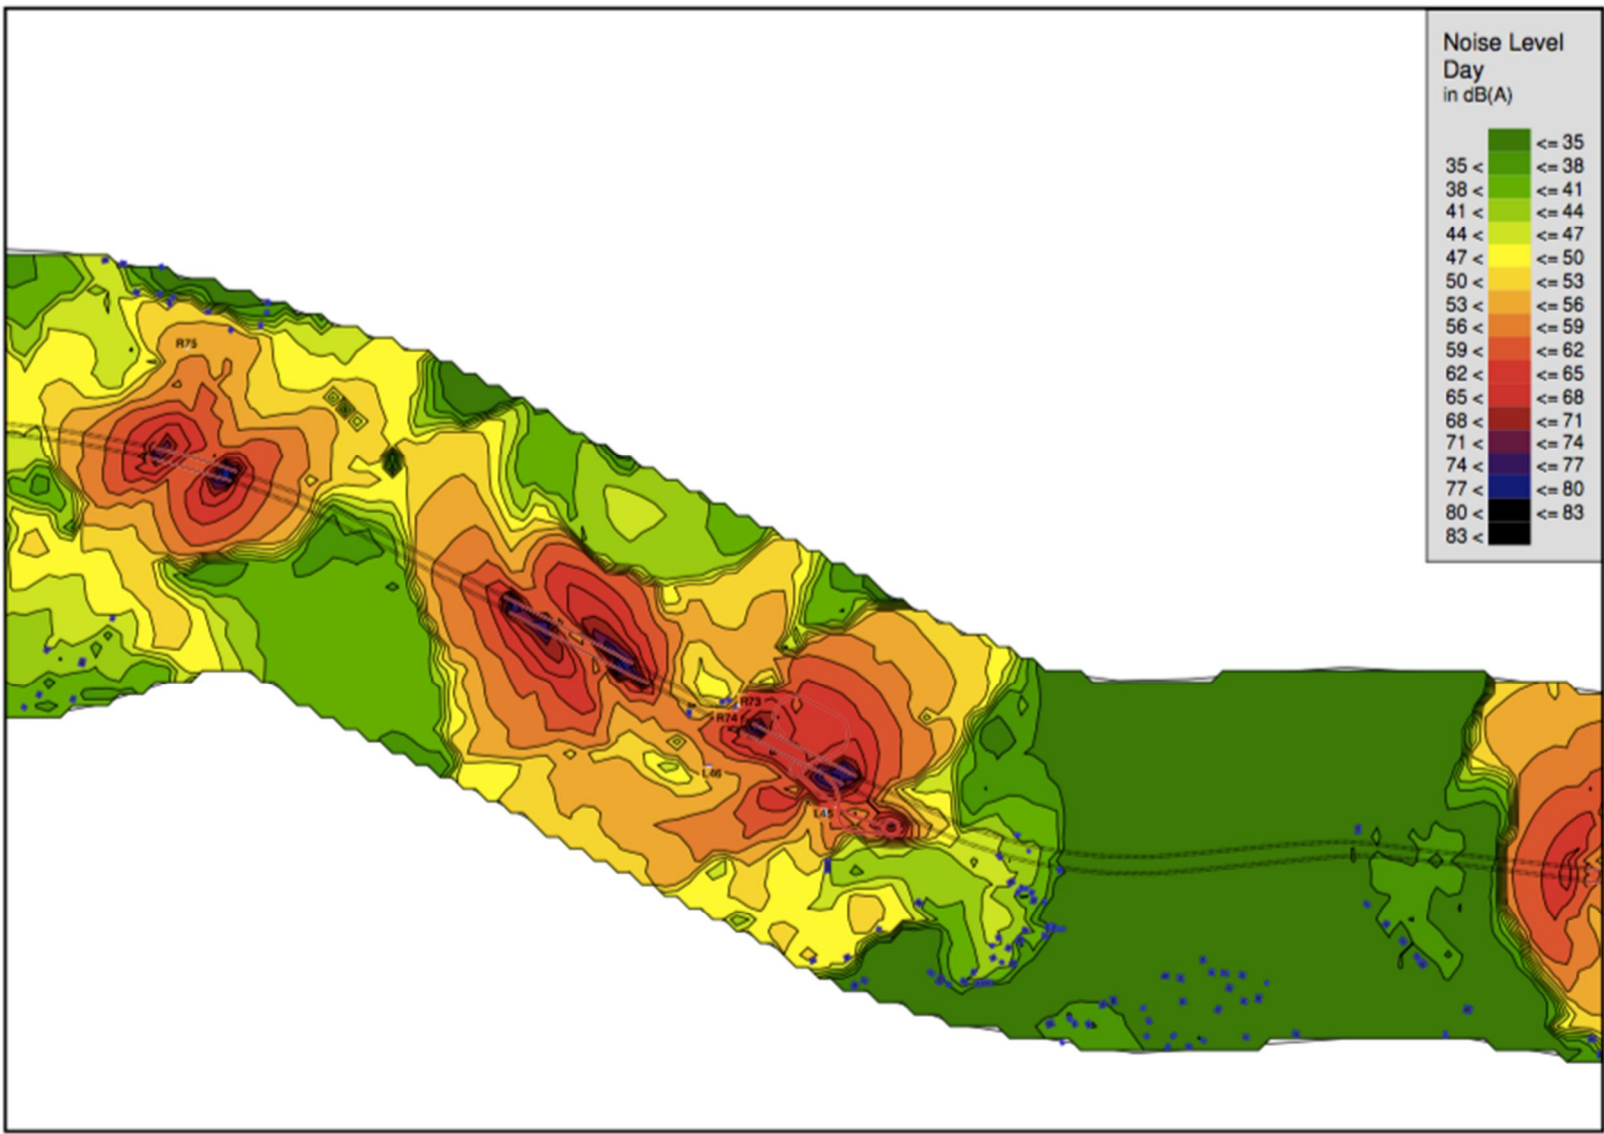 Noise Level
Day
in dB(A)
<= 35
35 < <= 38
38 < <= 41
41 < <= 44
44 < <= 47
47 < <= 50
50 < <= 53
53 < <= 56
56 < <= 59
59 < <= 62
62 < <= 65
65 < <= 68
68 < <= 71
71 < <= 74
74 < <= 77
77 < <= 80
80 < <= 83
83 <
R75
R73
R74
L46
L45